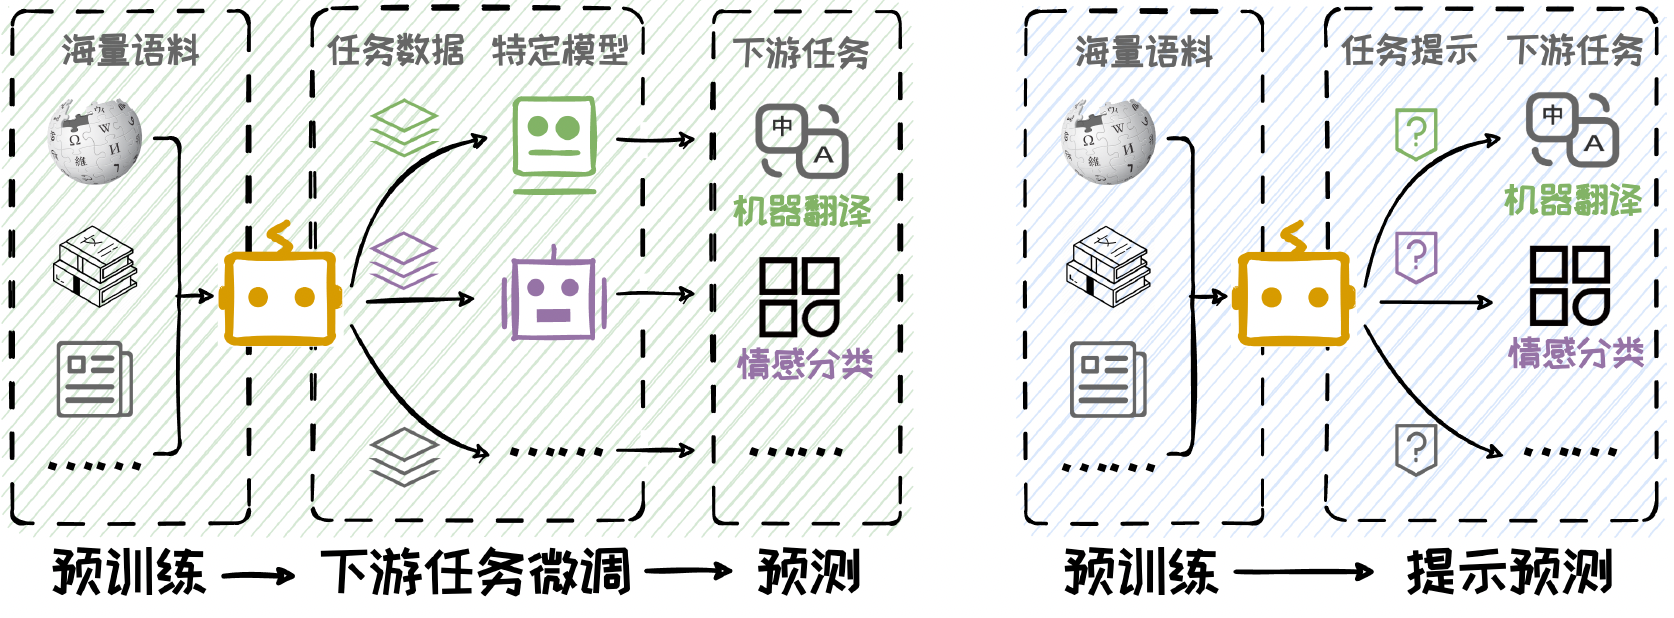 海量语料
任务数据 特定模型
下游任务
中
A
机器翻译
情感分类
预训练 下游任务微调 预测
海量语料
任务提示 下游任务
?
中
A
机器翻译
?
情感分类
?
预训练 提示预测